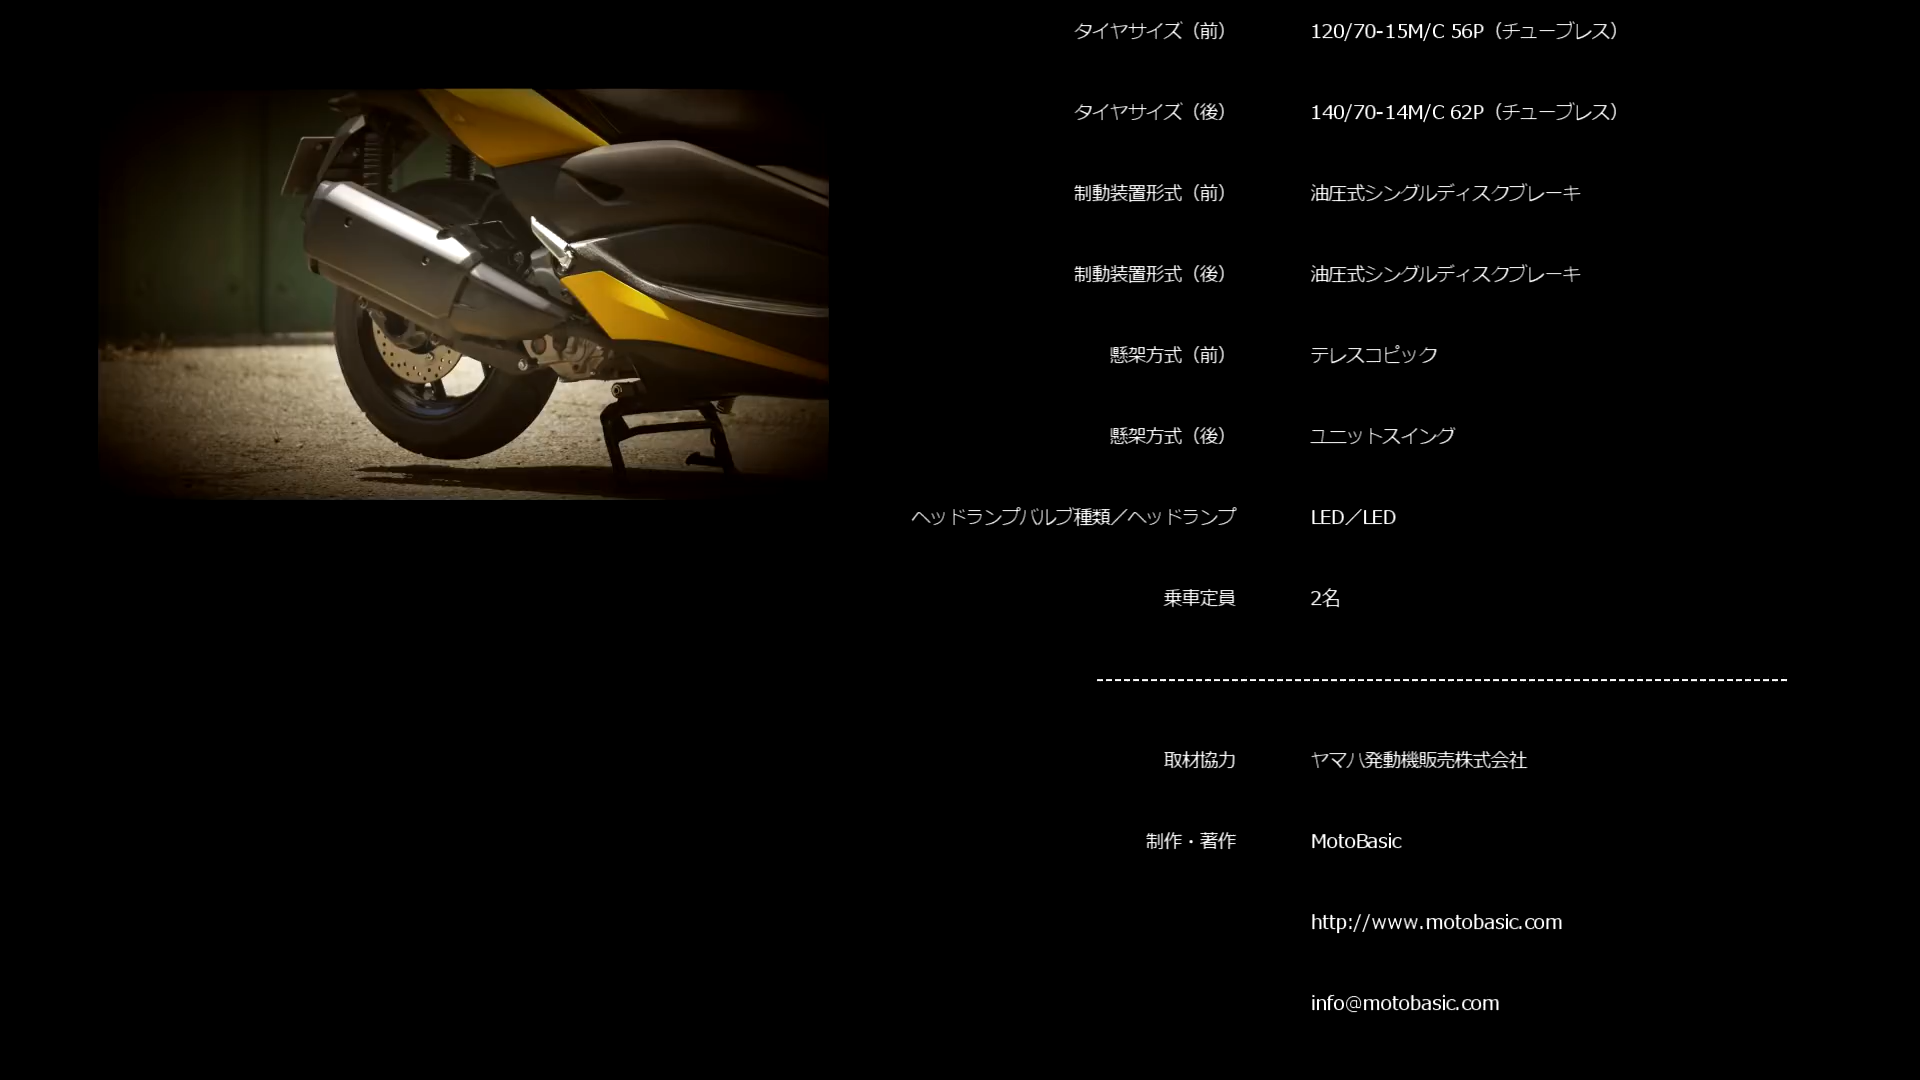 タイヤサイズ（前） 120/70-15M/C 56P（チューブレス）
タイヤサイズ（後） 140/70-14M/C 62P（チューブレス）
制動装置形式（前） 油圧式シングルディスクブレーキ
制動装置形式（後） 油圧式シングルディスクブレーキ
懸架方式（前） テレスコピック
懸架方式（後） ユニットスイング
ヘッドランプバルブ種類／ヘッドランプ LED／LED
乗車定員 2名
取材協力 ヤマハ発動機販売株式会社
制作・著作 MotoBasic
http://www.motobasic.com
info@motobasic.com